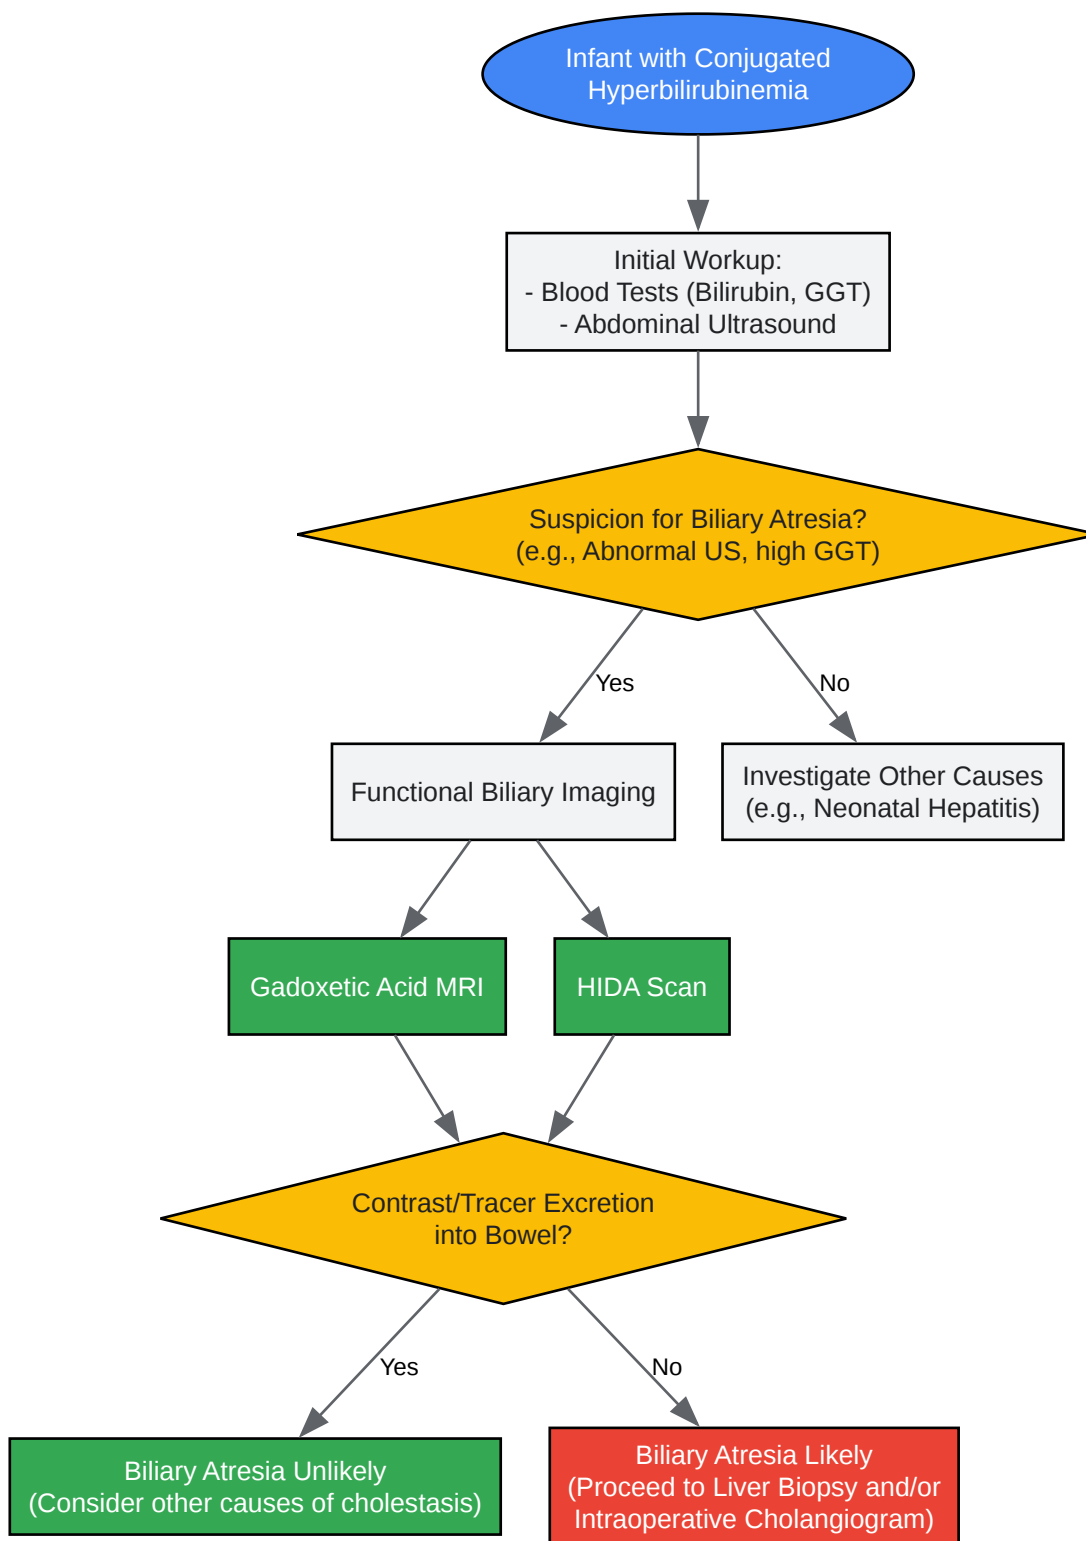 Infant with Conjugated
Hyperbilirubinemia
Initial Workup:
- Blood Tests (Bilirubin, GGT)
- Abdominal Ultrasound
Suspicion for Biliary Atresia?
(e.g., Abnormal US, high GGT)
Yes
No
Functional Biliary Imaging
Investigate Other Causes
(e.g., Neonatal Hepatitis)
Gadoxetic Acid MRI
HIDA Scan
Contrast/Tracer Excretion
into Bowel?
Yes
No
Biliary Atresia Unlikely
(Consider other causes of cholestasis)
Biliary Atresia Likely
(Proceed to Liver Biopsy and/or
Intraoperative Cholangiogram)